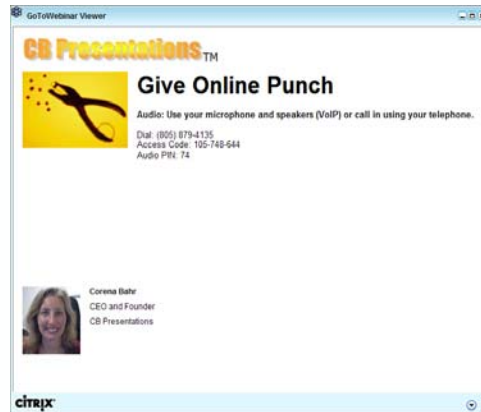 GoToWebinar Viewer
CB Presentations™
Give Online Punch
Audio: Use your microphone and speakers (VoIP) or call in using your telephone.
Dial: (805) 879-4135
Access Code: 105-748-644
Audio PIN: 74
Corena Bahr
CEO and Founder
CB Presentations
CITRIX